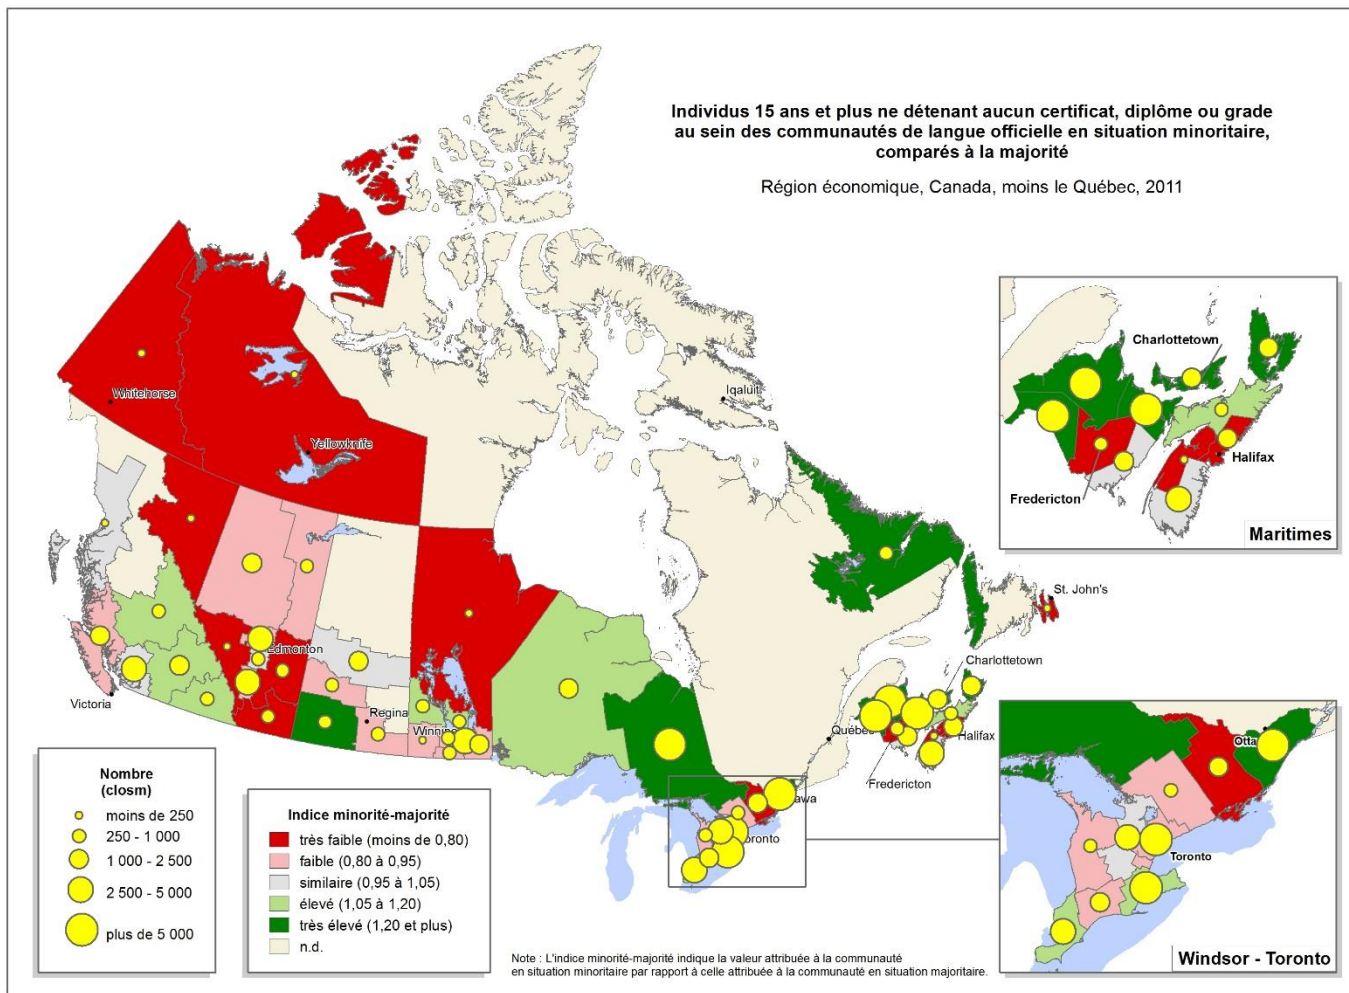 Individus 15 ans et plus ne détenant aucun certificat, diplôme ou grade
au sein des communautés de langue officielle en situation minoritaire,
comparés à la majorité
Région économique, Canada, moins le Québec, 2011
Whitehorse
Yellowknife
Iqaluit
Edmonton
Victoria
Regina
Québec
St. John's
Charlottetown
Halifax
Fredericton
Charlottetown
Halifax
Fredericton
Maritimes
Toronto
Windsor - Toronto
Nombre
(closm)
moins de 250
250 - 1 000
1 000 - 2 500
2 500 - 5 000
plus de 5 000
Indice minorité-majorité
très faible (moins de 0,80)
faible (0,80 à 0,95)
similaire (0,95 à 1,05)
élevé (1,05 à 1,20)
très élevé (1,20 et plus)
n.d.
Note : L'indice minorité-majorité indique la valeur attribuée à la communauté
en situation minoritaire par rapport à celle attribuée à la communauté en situation majoritaire.